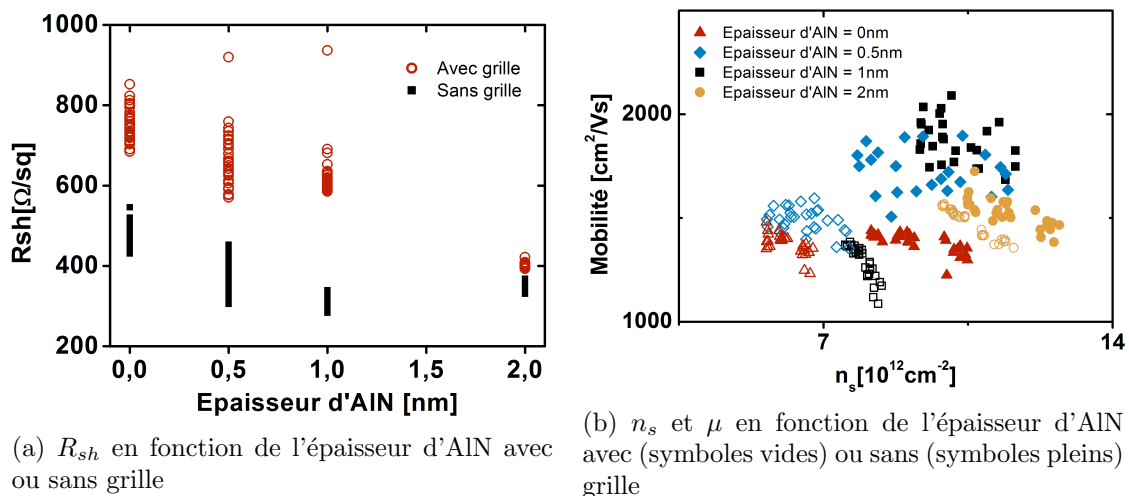 1000
800
600
400
200
Rsh[Ω/sq]
Avec grille
Sans grille
0,0
0,5
1,0
1,5
2,0
Epaisseur d'AlN [nm]
(a) Rsh en fonction de l'épaisseur d'AlN avec
ou sans grille
2000
1000
Mobilité [cm²/Vs]
Epaisseur d'AlN = 0nm
Epaisseur d'AlN = 0.5nm
Epaisseur d'AlN = 1nm
Epaisseur d'AlN = 2nm
7
14
ns[10¹²cm⁻²]
(b) ns et μ en fonction de l'épaisseur d'AlN
avec (symboles vides) ou sans (symboles pleins)
grille